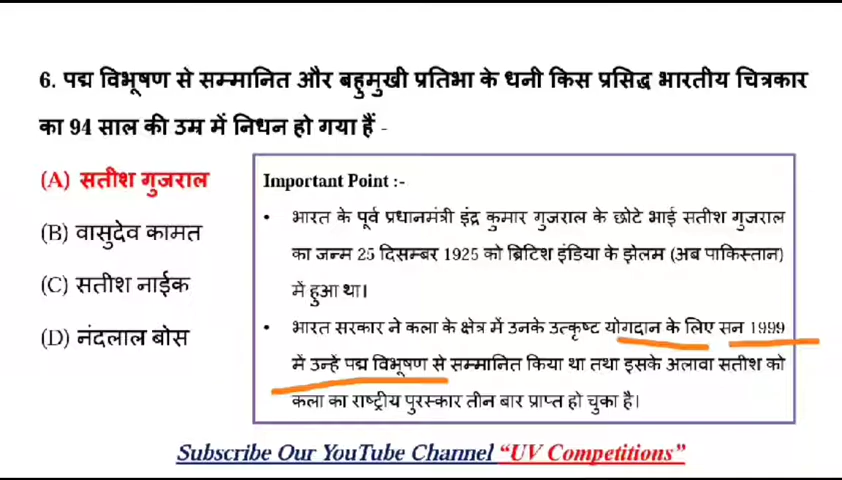 6. पद्म विभूषण से सम्मानित और बहुमुखी प्रतिभा के धनी किस प्रसिद्ध भारतीय चित्रकार
का 94 साल की उम्र में निधन हो गया हैं -
(A) सतीश गुजराल
(B) वासुदेव कामत
(C) सतीश नाईक
(D) नंदलाल बोस
Important Point :-
• भारत के पूर्व प्रधानमंत्री इंद्र कुमार गुजराल के छोटे भाई सतीश गुजराल
का जन्म 25 दिसम्बर 1925 को ब्रिटिश इंडिया के झेलम (अब पाकिस्तान)
में हुआ था।
• भारत सरकार ने कला के क्षेत्र में उनके उत्कृष्ट योगदान के लिए सन 1999
में उन्हें पद्म विभूषण से सम्मानित किया था तथा इसके अलावा सतीश को
कला का राष्ट्रीय पुरस्कार तीन बार प्राप्त हो चुका है।
Subscribe Our YouTube Channel “UV Competitions”